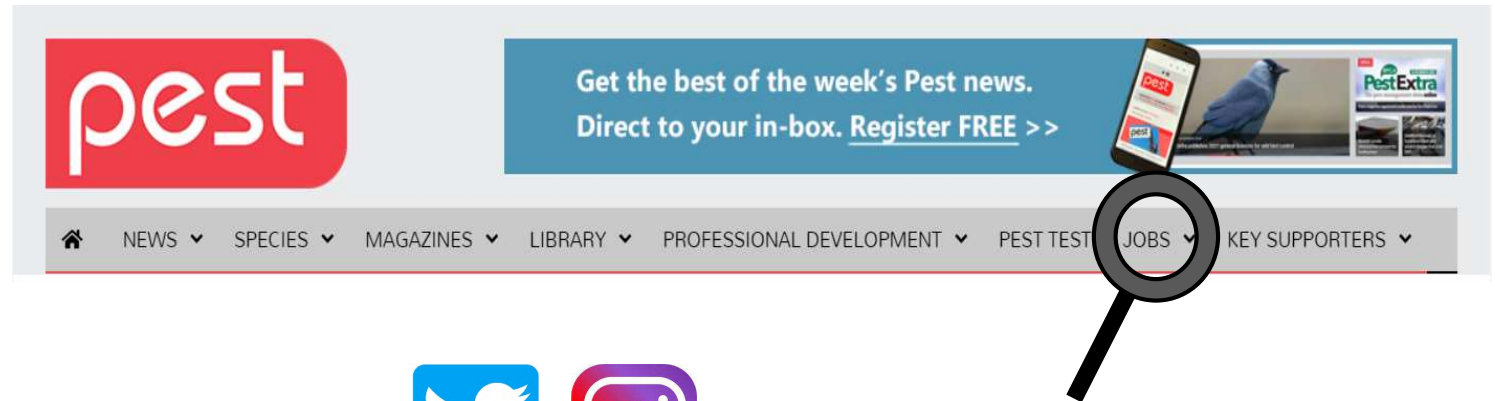 pest
Get the best of the week's Pest news.
Direct to your in-box. Register FREE >>
pest
pest
PestExtra
NEWS SPECIES MAGAZINES LIBRARY PROFESSIONAL DEVELOPMENT PEST TEST JOBS KEY SUPPORTERS